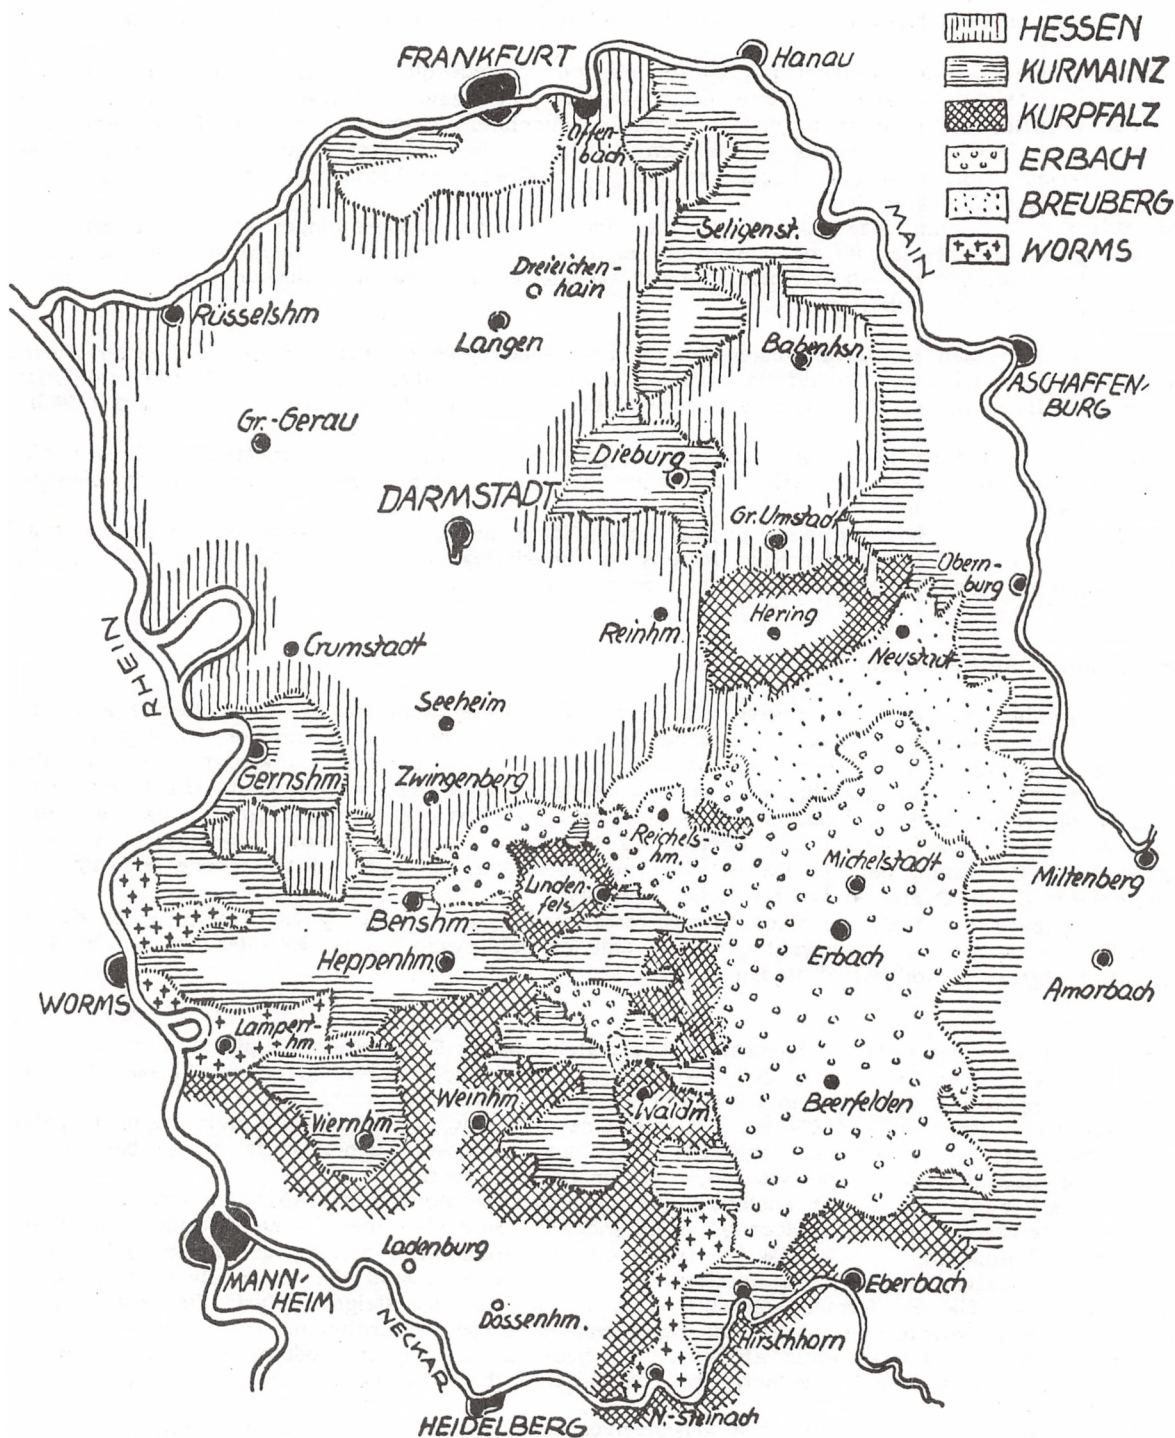 HESSEN
KURMAINZ
KURPFALZ
ERBACH
BREUBERG
WORMS
FRANKFURT
Hanau
Offen-
bach
MAIN
Seligenst.
Dreieichen-
hain
Rüsselshm
Langen
Babenhsn
ASCHAFFEN-
BURG
Gr.-Gerau
Dieburg
DARMSTADT
Gr. Umstadt
Obern-
burg
Hering
Reinhm.
Neustadt
RHEIN
Crumstadt
Seeheim
Gernshm.
Zwingenberg
Reichels-
hm.
Michelstadt
Miltenberg
Linden-
fels
Benshm
Erbach
Heppenhm.
Amorbach
WORMS
Lampert-
hm.
Weinhm.
Waldm.
Beerfelden
Viernhm.
Ladenburg
MANN-
HEIM
Eberbach
Dossenhm.
NECKAR
Hirschhorn
HEIDELBERG
N.-Steinach